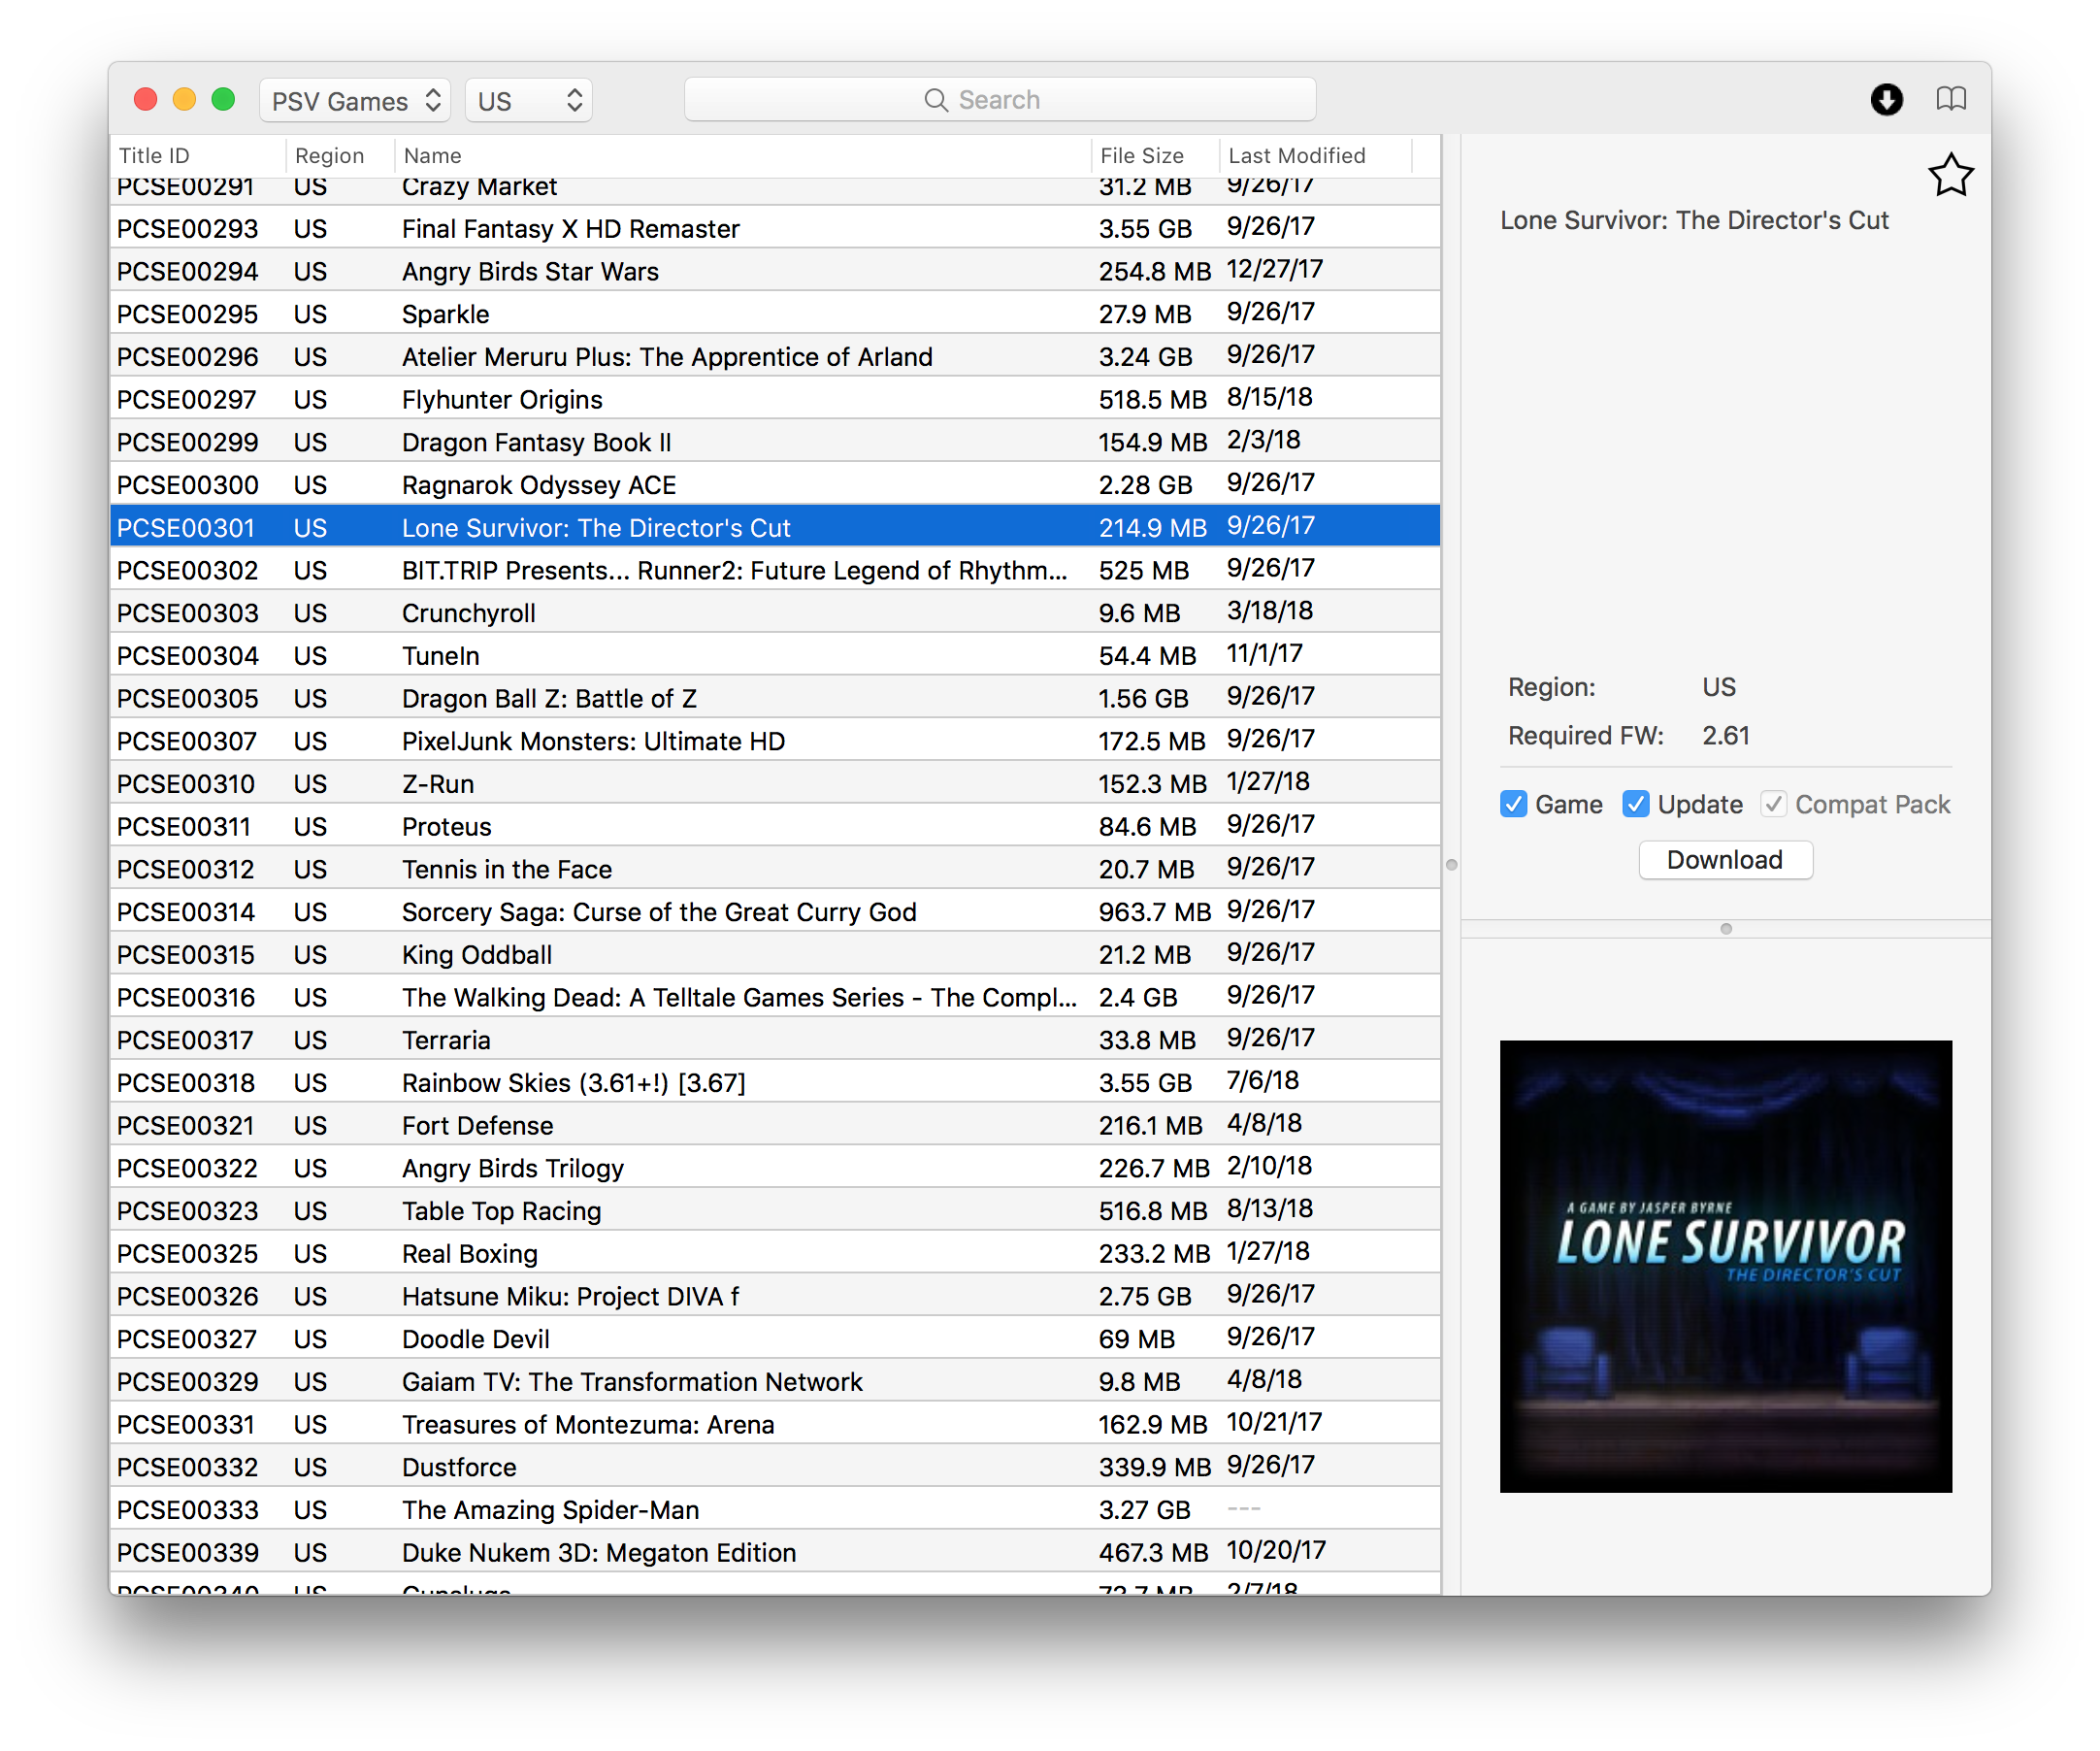 PSV Games US Search
Title ID Region Name File Size Last Modified
PCSE00291 US Crazy Market 31.2 MB 9/26/17
PCSE00293 US Final Fantasy X HD Remaster 3.55 GB 9/26/17
PCSE00294 US Angry Birds Star Wars 254.8 MB 12/27/17
PCSE00295 US Sparkle 27.9 MB 9/26/17
PCSE00296 US Atelier Meruru Plus: The Apprentice of Arland 3.24 GB 9/26/17
PCSE00297 US Flyhunter Origins 518.5 MB 8/15/18
PCSE00299 US Dragon Fantasy Book II 154.9 MB 2/3/18
PCSE00300 US Ragnarok Odyssey ACE 2.28 GB 9/26/17
PCSE00301 US Lone Survivor: The Director's Cut 214.9 MB 9/26/17
PCSE00302 US BIT.TRIP Presents... Runner2: Future Legend of Rhythm... 525 MB 9/26/17
PCSE00303 US Crunchyroll 9.6 MB 3/18/18
PCSE00304 US TuneIn 54.4 MB 11/1/17
PCSE00305 US Dragon Ball Z: Battle of Z 1.56 GB 9/26/17
PCSE00307 US PixelJunk Monsters: Ultimate HD 172.5 MB 9/26/17
PCSE00310 US Z-Run 152.3 MB 1/27/18
PCSE00311 US Proteus 84.6 MB 9/26/17
PCSE00312 US Tennis in the Face 20.7 MB 9/26/17
PCSE00314 US Sorcery Saga: Curse of the Great Curry God 963.7 MB 9/26/17
PCSE00315 US King Oddball 21.2 MB 9/26/17
PCSE00316 US The Walking Dead: A Telltale Games Series - The Compl... 2.4 GB 9/26/17
PCSE00317 US Terraria 33.8 MB 9/26/17
PCSE00318 US Rainbow Skies (3.61+!) [3.67] 3.55 GB 7/6/18
PCSE00321 US Fort Defense 216.1 MB 4/8/18
PCSE00322 US Angry Birds Trilogy 226.7 MB 2/10/18
PCSE00323 US Table Top Racing 516.8 MB 8/13/18
PCSE00325 US Real Boxing 233.2 MB 1/27/18
PCSE00326 US Hatsune Miku: Project DIVA f 2.75 GB 9/26/17
PCSE00327 US Doodle Devil 69 MB 9/26/17
PCSE00329 US Gaiam TV: The Transformation Network 9.8 MB 4/8/18
PCSE00331 US Treasures of Montezuma: Arena 162.9 MB 10/21/17
PCSE00332 US Dustforce 339.9 MB 9/26/17
PCSE00333 US The Amazing Spider-Man 3.27 GB ---
PCSE00339 US Duke Nukem 3D: Megaton Edition 467.3 MB 10/20/17
PCSE00340 US 2/7/18
Lone Survivor: The Director's Cut
Region: US
Required FW: 2.61
Game Update Compat Pack
Download
A GAME BY JASPER BYRNE
LONE SURVIVOR
THE DIRECTOR'S CUT